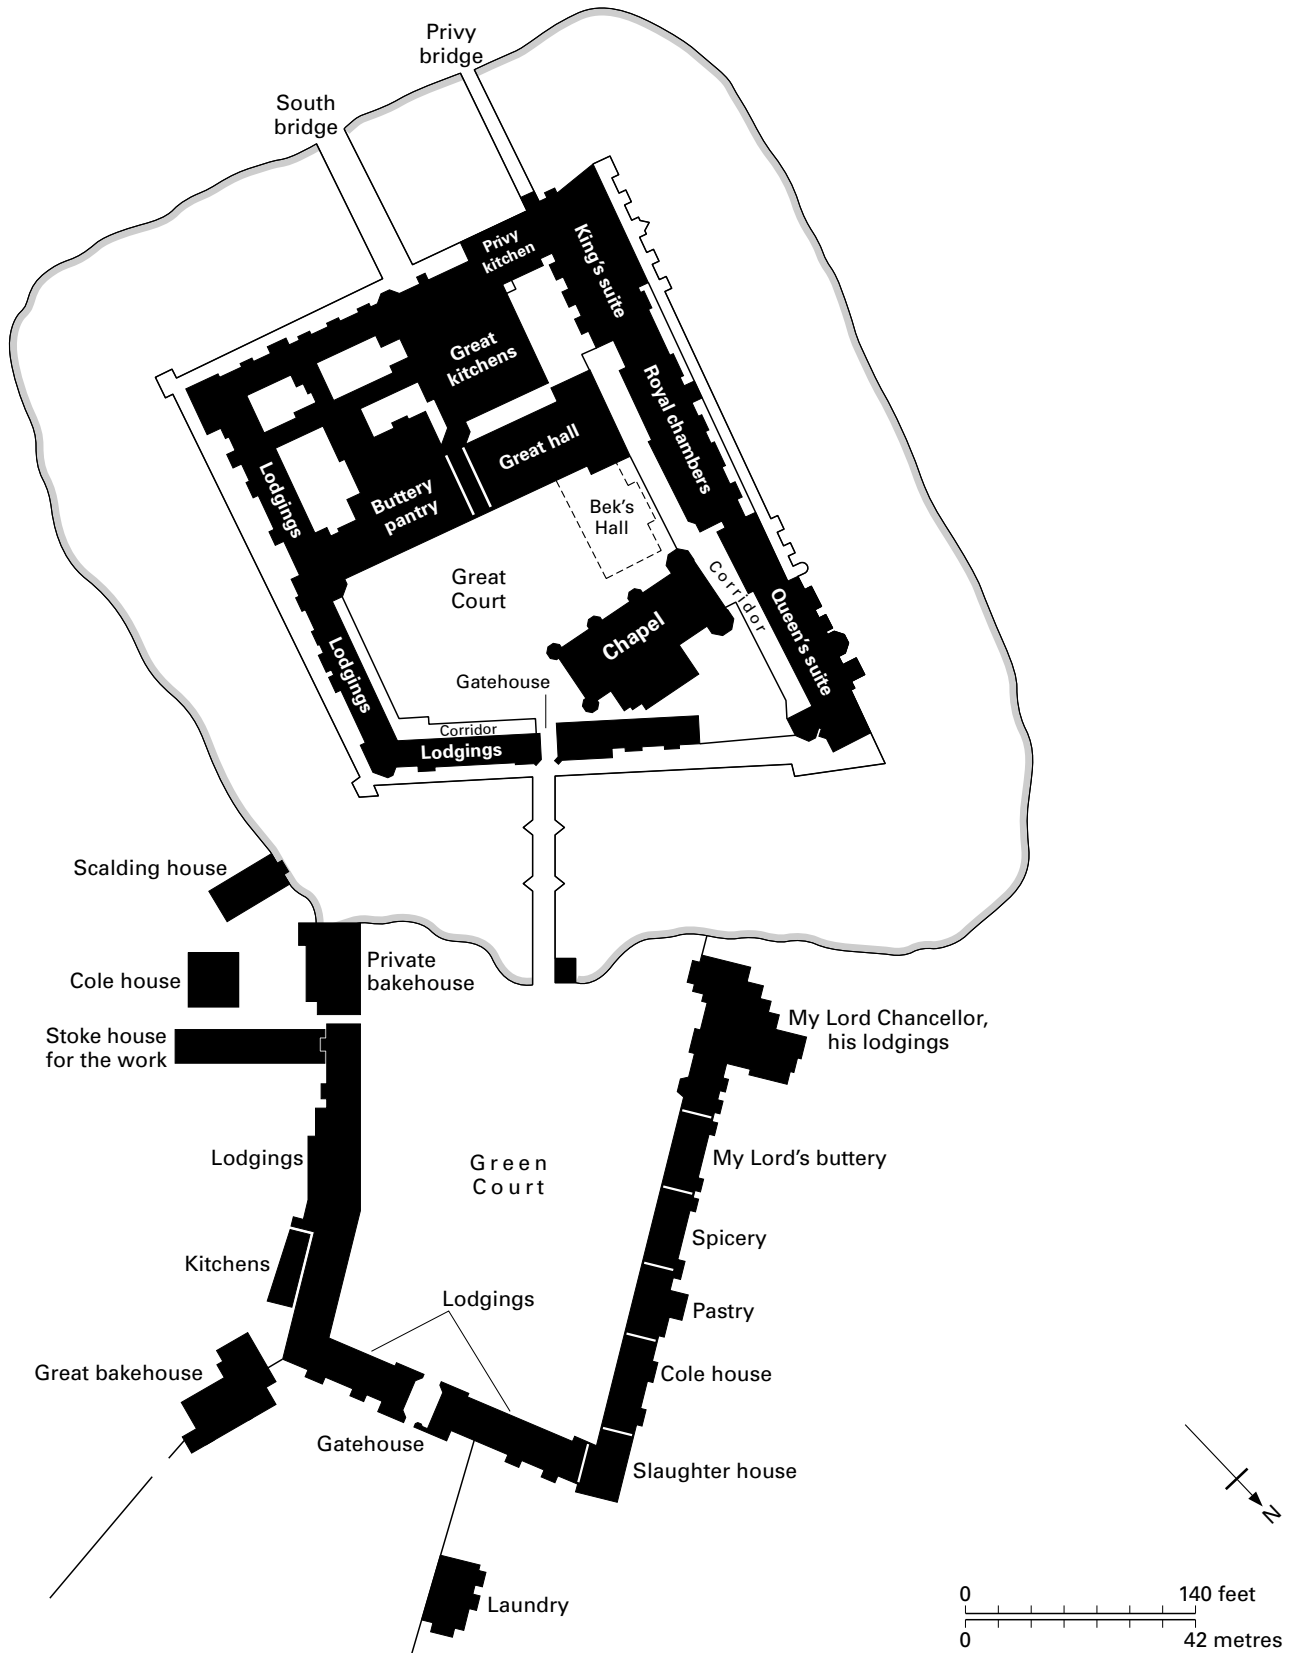 Privy
bridge
South
bridge
Privy
kitchen
King's suite
Great
kitchens
Royal chambers
Great hall
Lodgings
Buttery
pantry
Bek's
Hall
Great
Court
Corridor
Chapel
Queen's suite
Lodgings
Gatehouse
Corridor
Lodgings
Scalding house
Private
bakehouse
Cole house
Stoke house
for the work
My Lord Chancellor,
his lodgings
Lodgings
Green
Court
My Lord's buttery
Spicery
Kitchens
Lodgings
Pastry
Great bakehouse
Cole house
Gatehouse
Slaughter house
N
Laundry
0 140 feet
0 42 metres